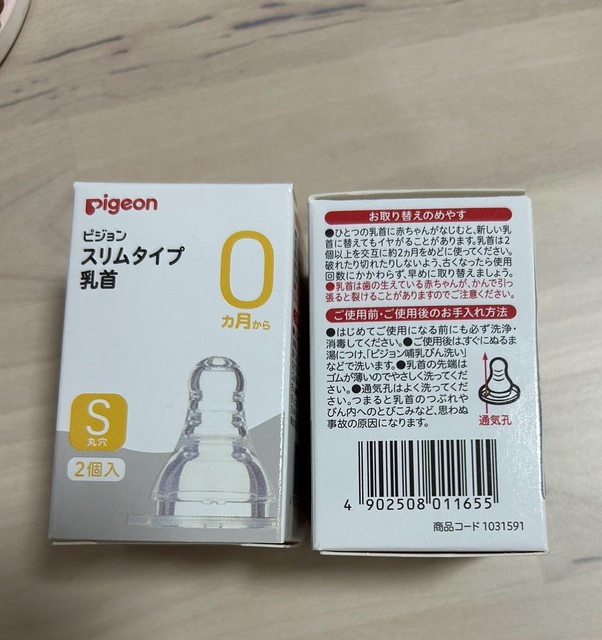 pigeon
ピジョン
スリムタイプ
乳首
0
カ月から
S
丸穴
2個入
お取り替えのめやす
●ひとつの乳首に赤ちゃんがなじむと、新しい乳
首に替えてもイヤがることがあります。乳首は2
個以上を交互に約2カ月をめどに使ってください。
破れたり切れたりしないよう、古くなったら使用
回数にかかわらず、早めに取り替えましょう。
●乳首は歯の生えている赤ちゃんが、かんで引っ
張ると裂けることがありますのでご注意ください。
ご使用前・ご使用後のお手入れ方法
●はじめてご使用になる前にも必ず洗浄・
消毒してください。●ご使用後はすぐにぬるま
湯につけ、「ピジョン哺乳びん洗い」
などで洗います。●乳首の先端は
ゴムが薄いのでやさしく洗ってくだ
さい。●通気孔はよく洗ってくださ
い。つまると乳首のつぶれや
びん内へのとびこみなど、思わぬ
事故の原因になります。
通気孔
4 902508 011655
商品コード 1031591